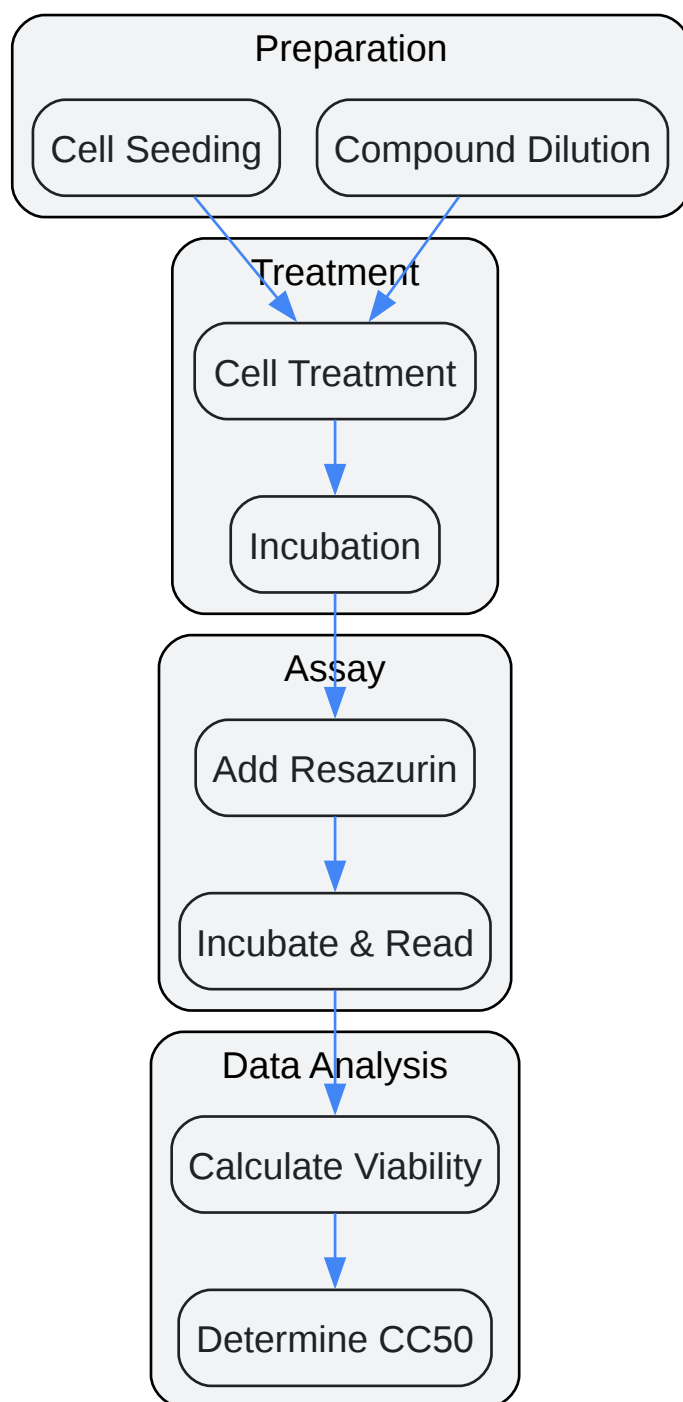 Preparation
Cell Seeding
Compound Dilution
Treatment
Cell Treatment
Incubation
Assay
Add Resazurin
Incubate & Read
Data Analysis
Calculate Viability
Determine CC50